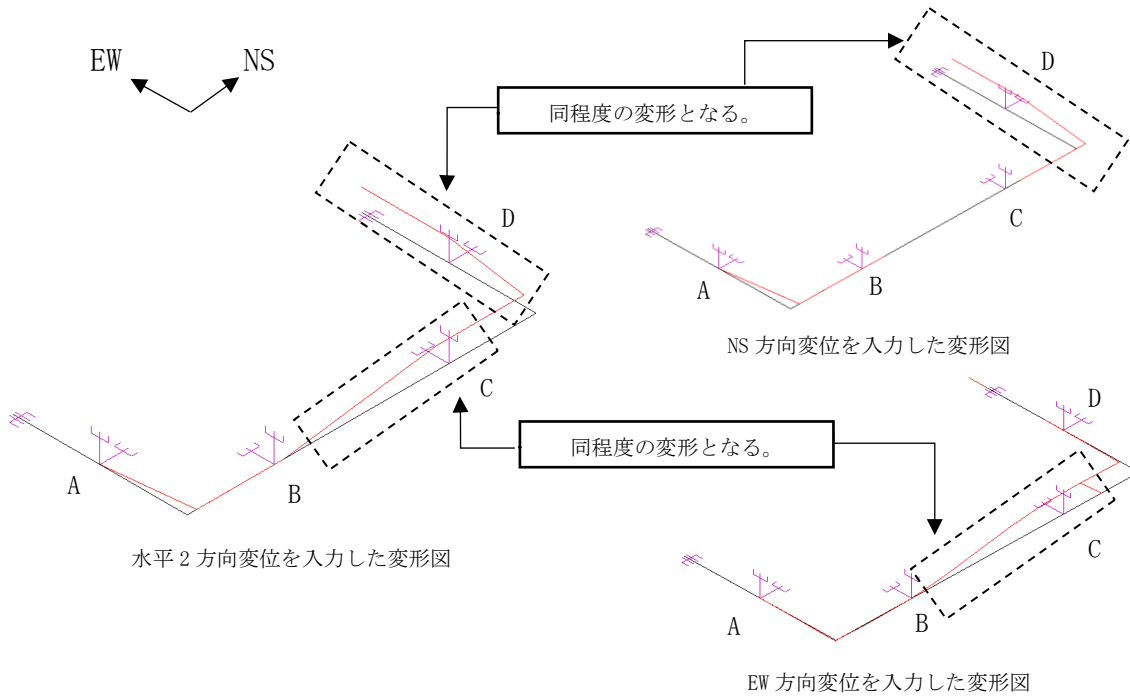 EW
NS
同程度の変形となる。
D
C
B
A
NS 方向変位を入力した変形図
D
C
B
A
水平 2 方向変位を入力した変形図
同程度の変形となる。
D
C
B
A
EW 方向変位を入力した変形図